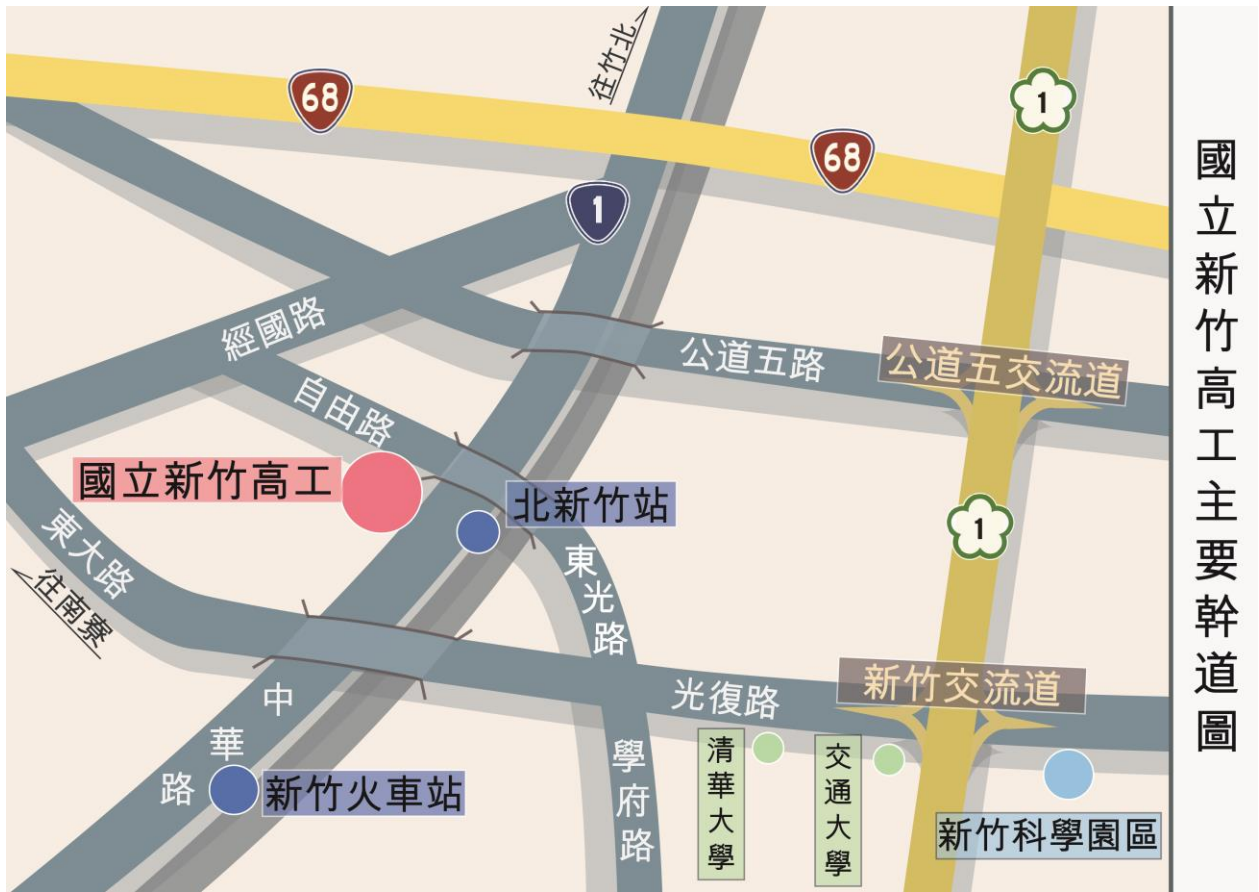 國立新竹高工主要幹道圖
往竹北
68
1
68
1
經國路
公道五路
公道五交流道
自由路
國立新竹高工
北新竹站
1
東大路
往南寮
東光路
新竹交流道
光復路
中華路
新竹火車站
學府路
清華大學
交通大學
新竹科學園區